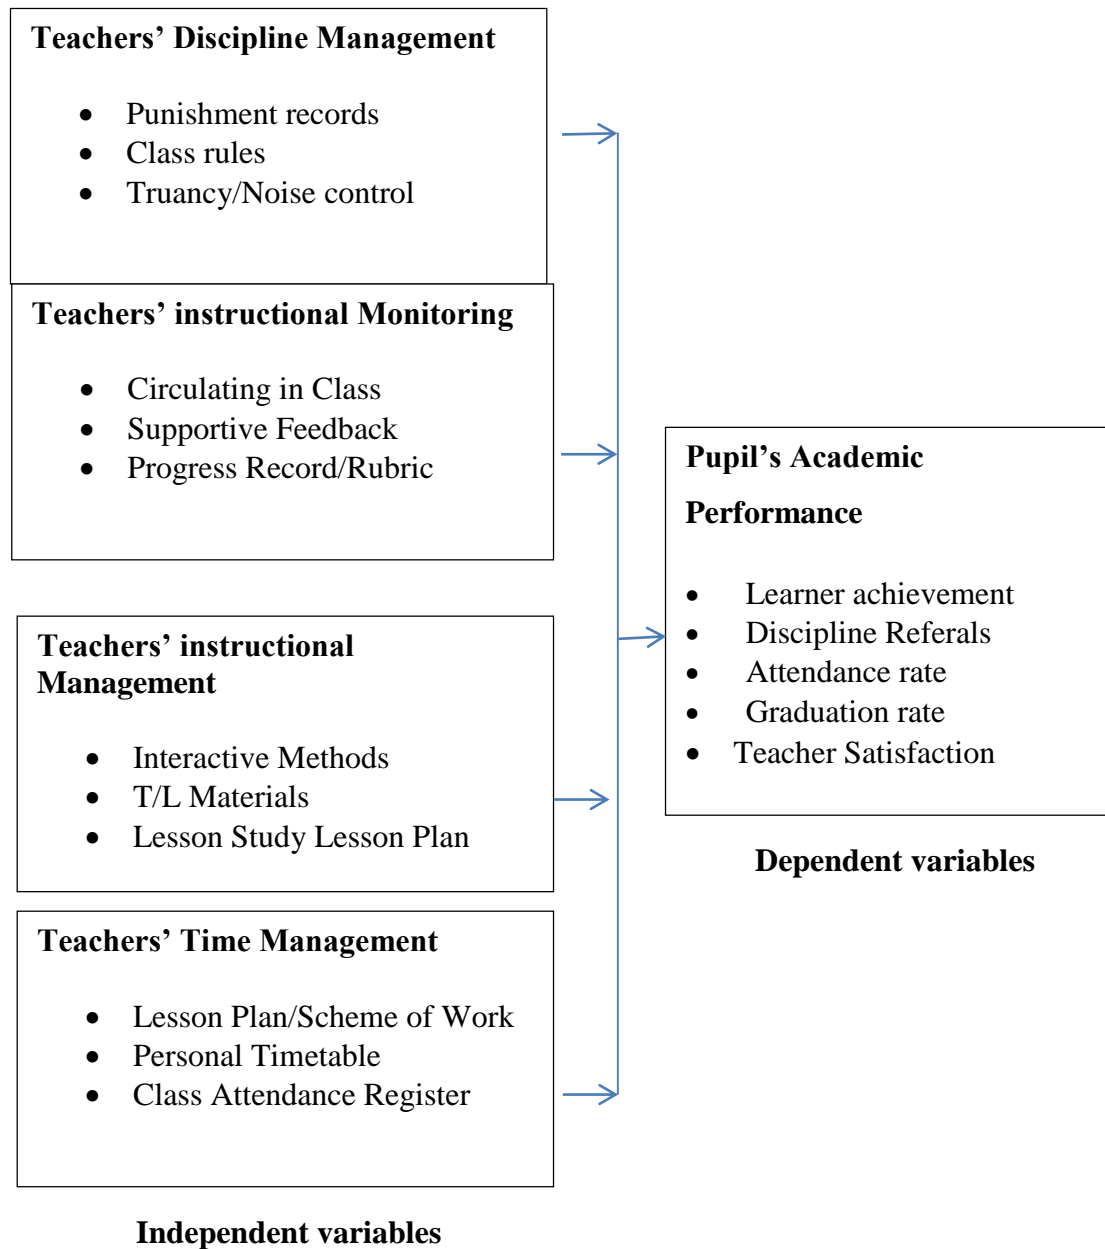 Teachers’ Discipline Management
• Punishment records
• Class rules
• Truancy/Noise control
Teachers’ instructional Monitoring
• Circulating in Class
• Supportive Feedback
• Progress Record/Rubric
Teachers’ instructional
Management
• Interactive Methods
• T/L Materials
• Lesson Study Lesson Plan
Teachers’ Time Management
• Lesson Plan/Scheme of Work
• Personal Timetable
• Class Attendance Register
Independent variables
Pupil’s Academic
Performance
• Learner achievement
• Discipline Referals
• Attendance rate
• Graduation rate
• Teacher Satisfaction
Dependent variables